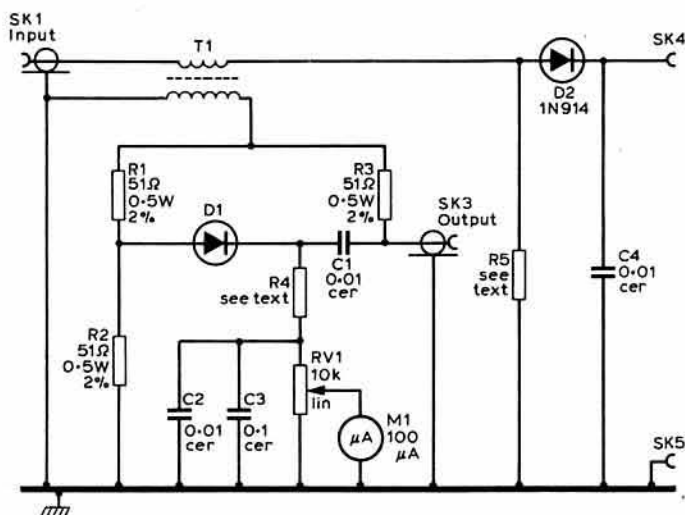 SK1
Input
T1
SK4
D2
1N914
R1
51Ω
0·5W
2%
R3
51Ω
0·5W
2%
SK3
Output
D1
C1
0·01
cer
R4
see text
R5
see
text
C4
0·01
cer
R2
51Ω
0·5W
2%
C2
0·01
cer
C3
0·1
cer
RV1
10k
lin
µA
M1
100
µA
SK5